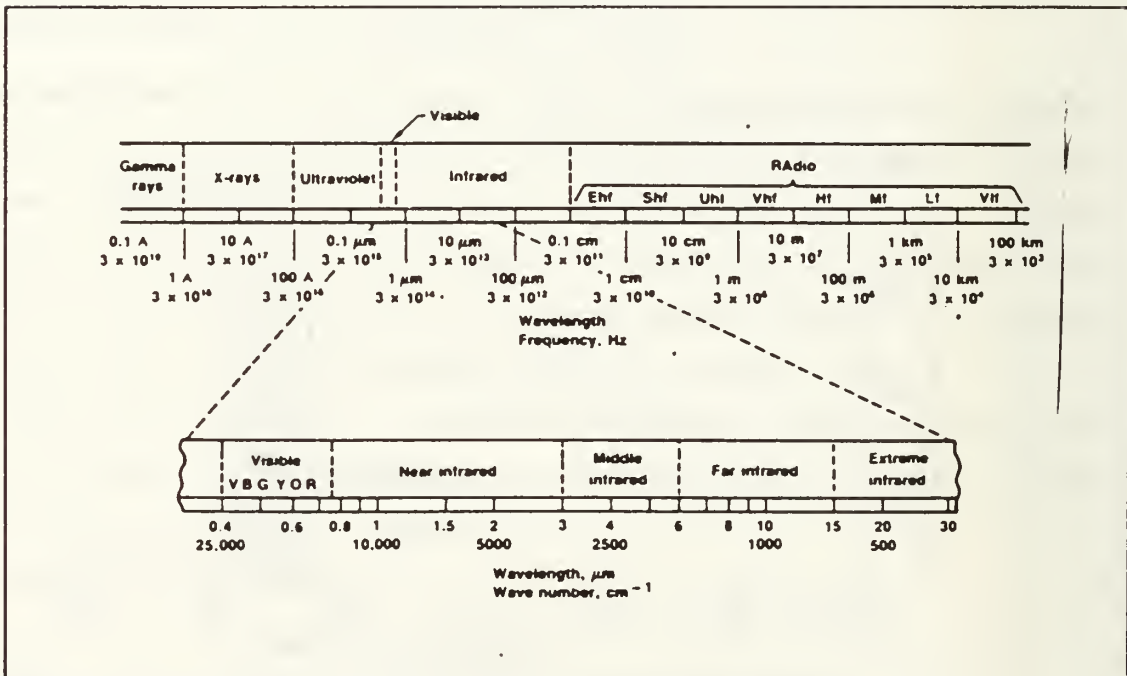 Visible
Gamma rays X-rays Ultraviolet Infrared RAdio
Ehf Shf Uhf Vhf Hf Mf Lf Vlf
0.1 A 10 A 0.1 μm 10 μm 0.1 cm 10 cm 10 m 1 km 100 km
3 x 10¹⁹ 3 x 10¹⁷ 3 x 10¹⁵ 3 x 10¹³ 3 x 10¹¹ 3 x 10⁹ 3 x 10⁷ 3 x 10⁵ 3 x 10³
1 A 100 A 1 μm 100 μm 1 cm 1 m 100 m 10 km
3 x 10¹⁸ 3 x 10¹⁶ 3 x 10¹⁴ 3 x 10¹² 3 x 10¹⁰ 3 x 10⁸ 3 x 10⁶ 3 x 10⁴
Wavelength
Frequency, Hz
Visible Near infrared Middle infrared Far infrared Extreme infrared
V B G Y O R
0.4 0.6 0.8 1 1.5 2 3 4 6 8 10 15 20 30
25.000 10.000 5000 2500 1000 500
Wavelength, μm
Wave number, cm⁻¹